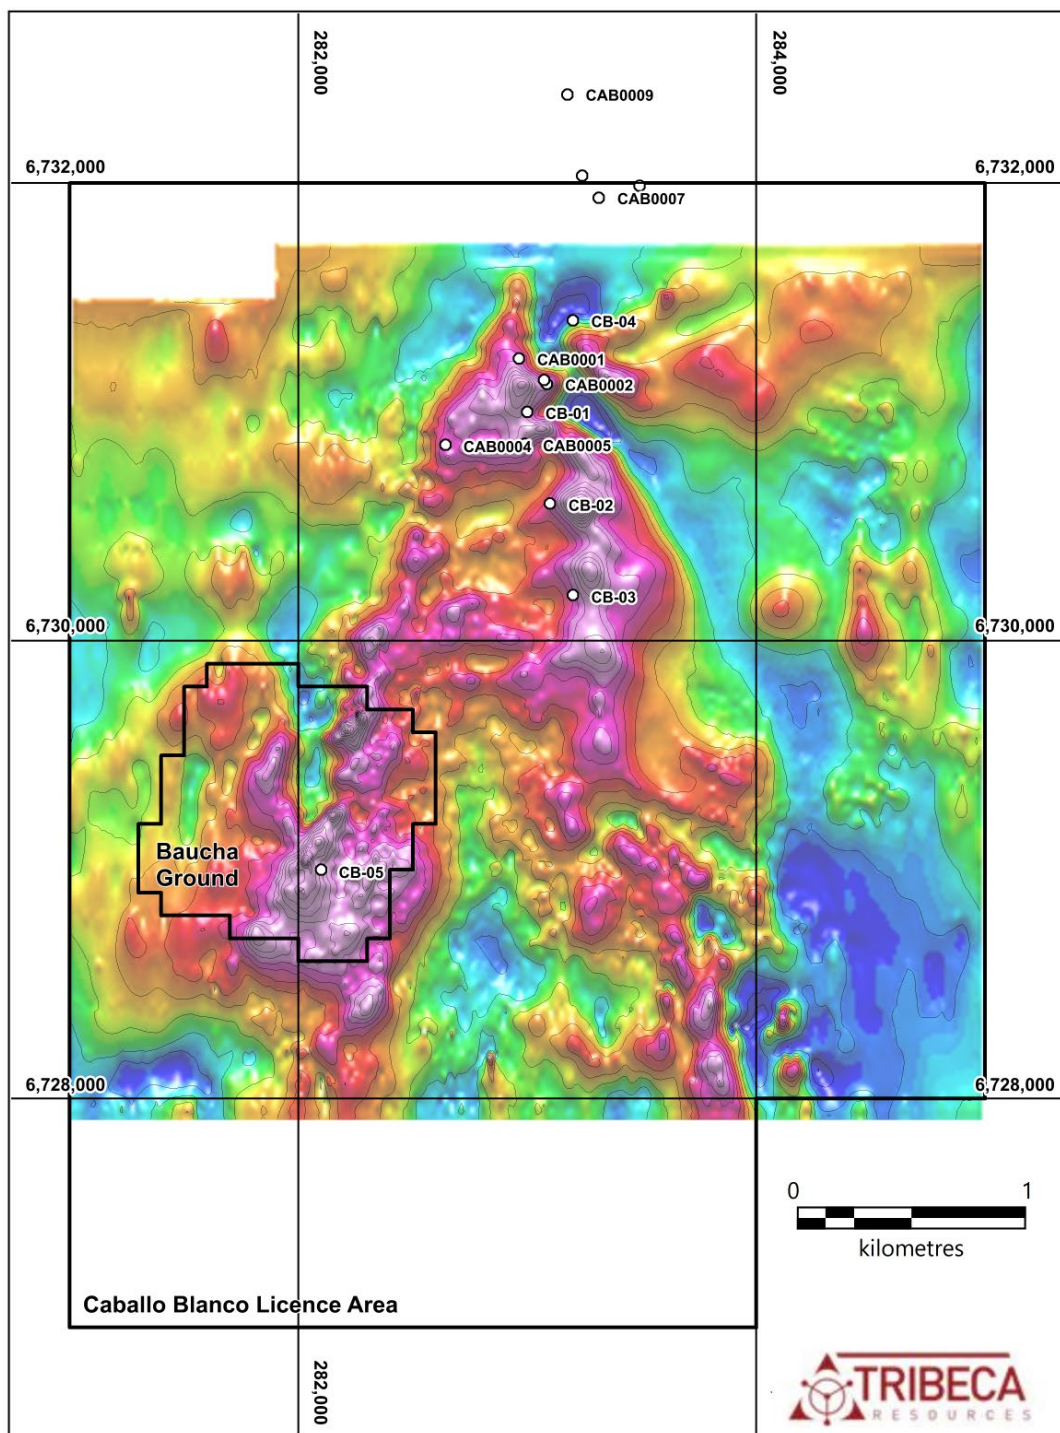 282,000
284,000
CAB0009
6,732,000
6,732,000
CAB0007
CB-04
CAB0001
CAB0002
CB-01
CAB0004
CAB0005
CB-02
CB-03
6,730,000
6,730,000
Baucha
Ground
CB-05
6,728,000
6,728,000
0
1
kilometres
Caballo Blanco Licence Area
282,000
TRIBECA
RESOURCES